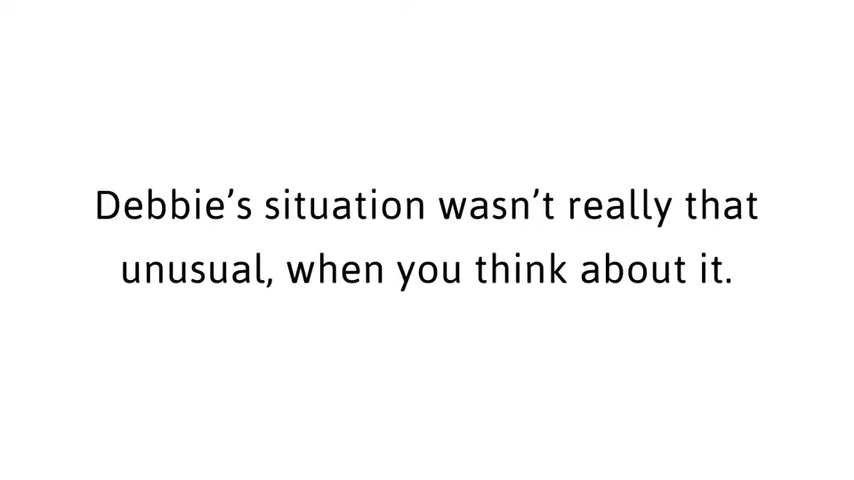 Debbie’s situation wasn’t really that
unusual, when you think about it.